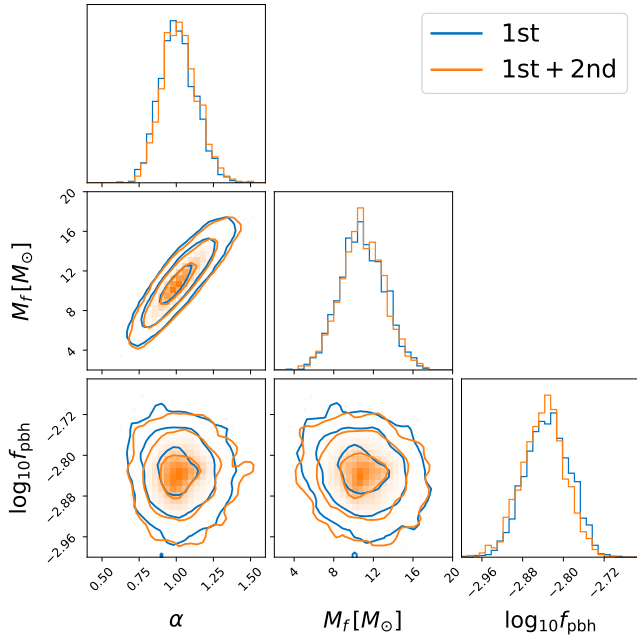 1st
1st + 2nd
20
16
12
8
4
M_f [M_⊙]
−2.72
−2.80
−2.88
−2.96
log₁₀ f_pbh
0.50 0.75 1.00 1.25 1.50
4 8 12 16 20
−2.96 −2.88 −2.80 −2.72
α
M_f [M_⊙]
log₁₀ f_pbh